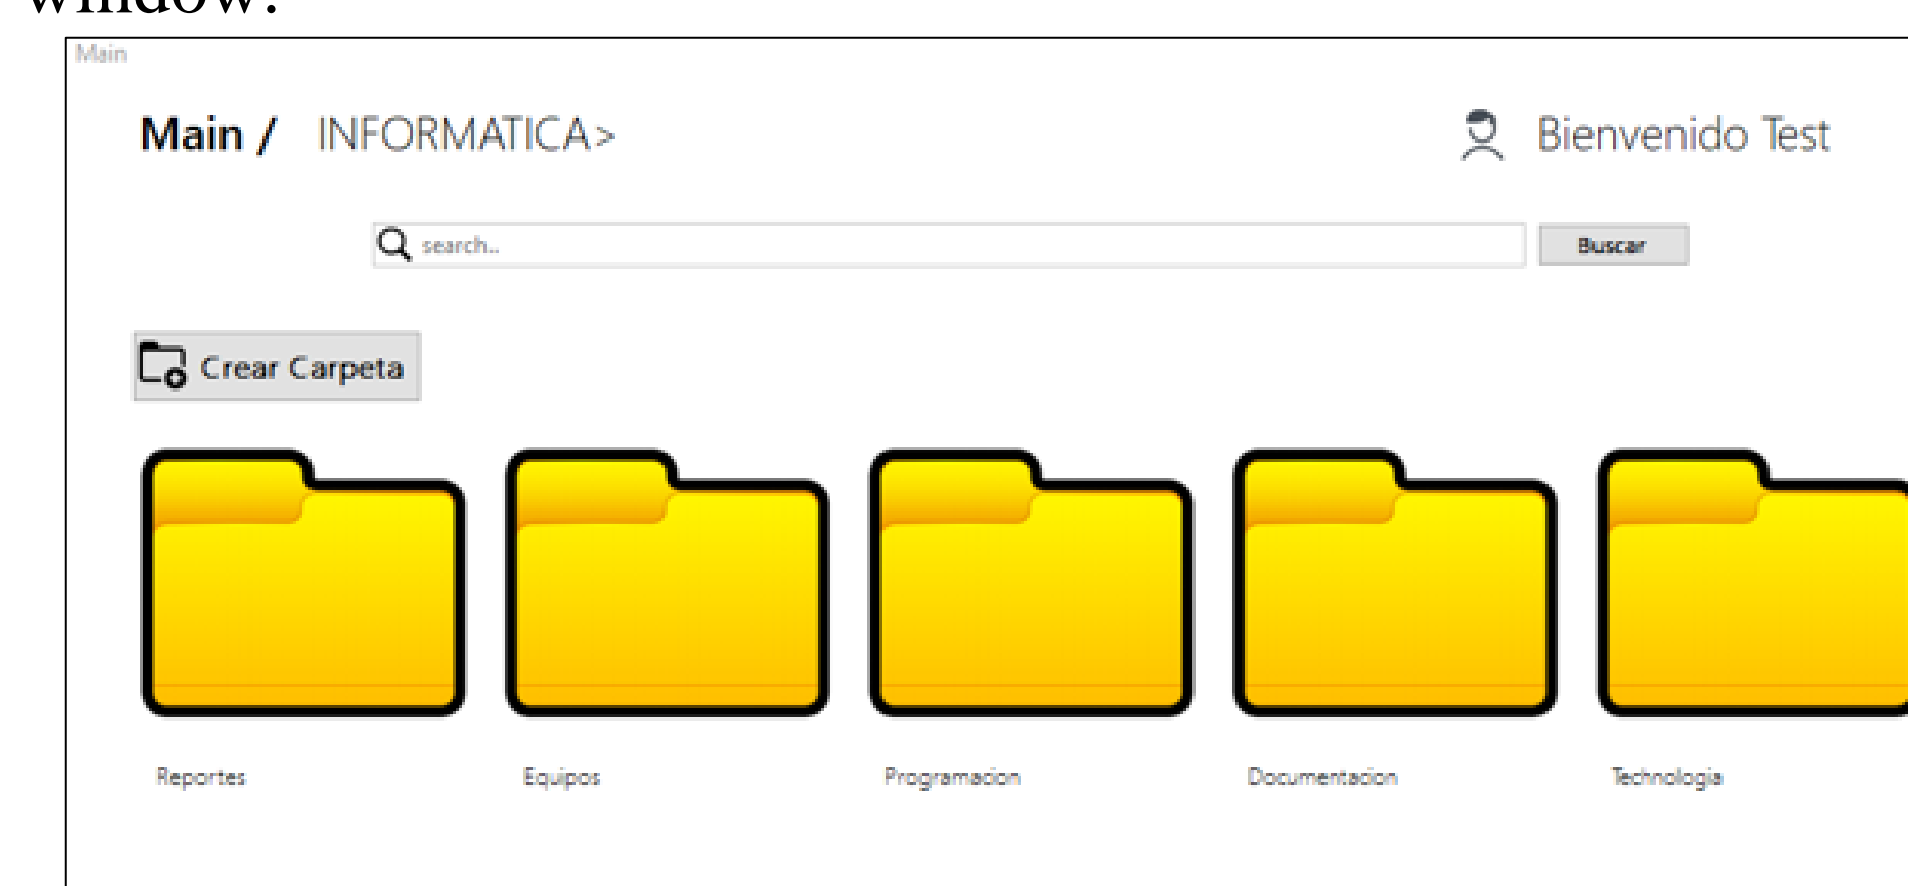 window.
Main
Main / INFORMATICA> Bienvenido Test
search.. Buscar
Crear Carpeta
Reportes Equipos Programacion Documentacion Technologia